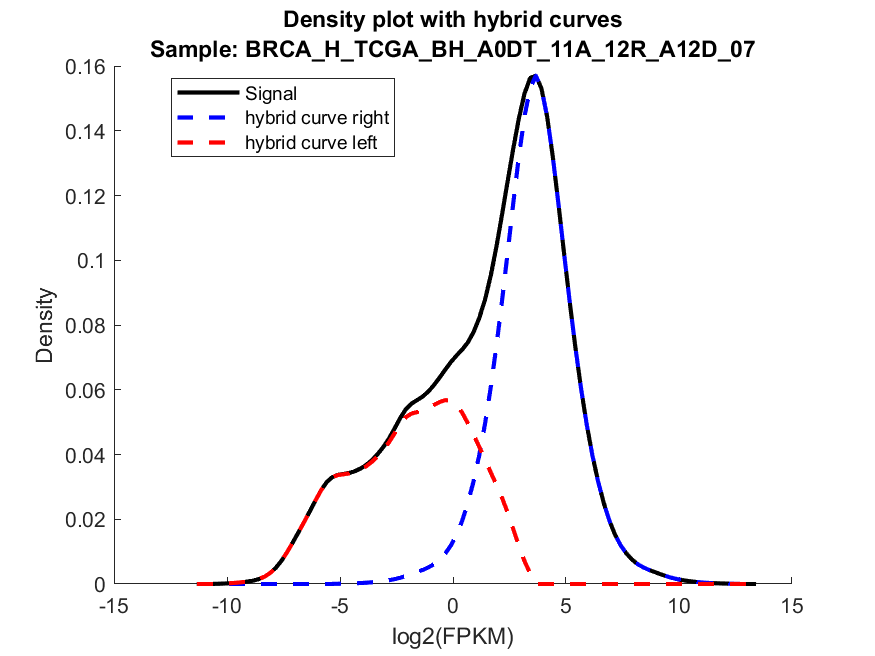 Density plot with hybrid curves
Sample: BRCA_H_TCGA_BH_A0DT_11A_12R_A12D_07
Signal
hybrid curve right
hybrid curve left
0.16
0.14
0.12
0.1
0.08
0.06
0.04
0.02
0
Density
-15
-10
-5
0
5
10
15
log2(FPKM)